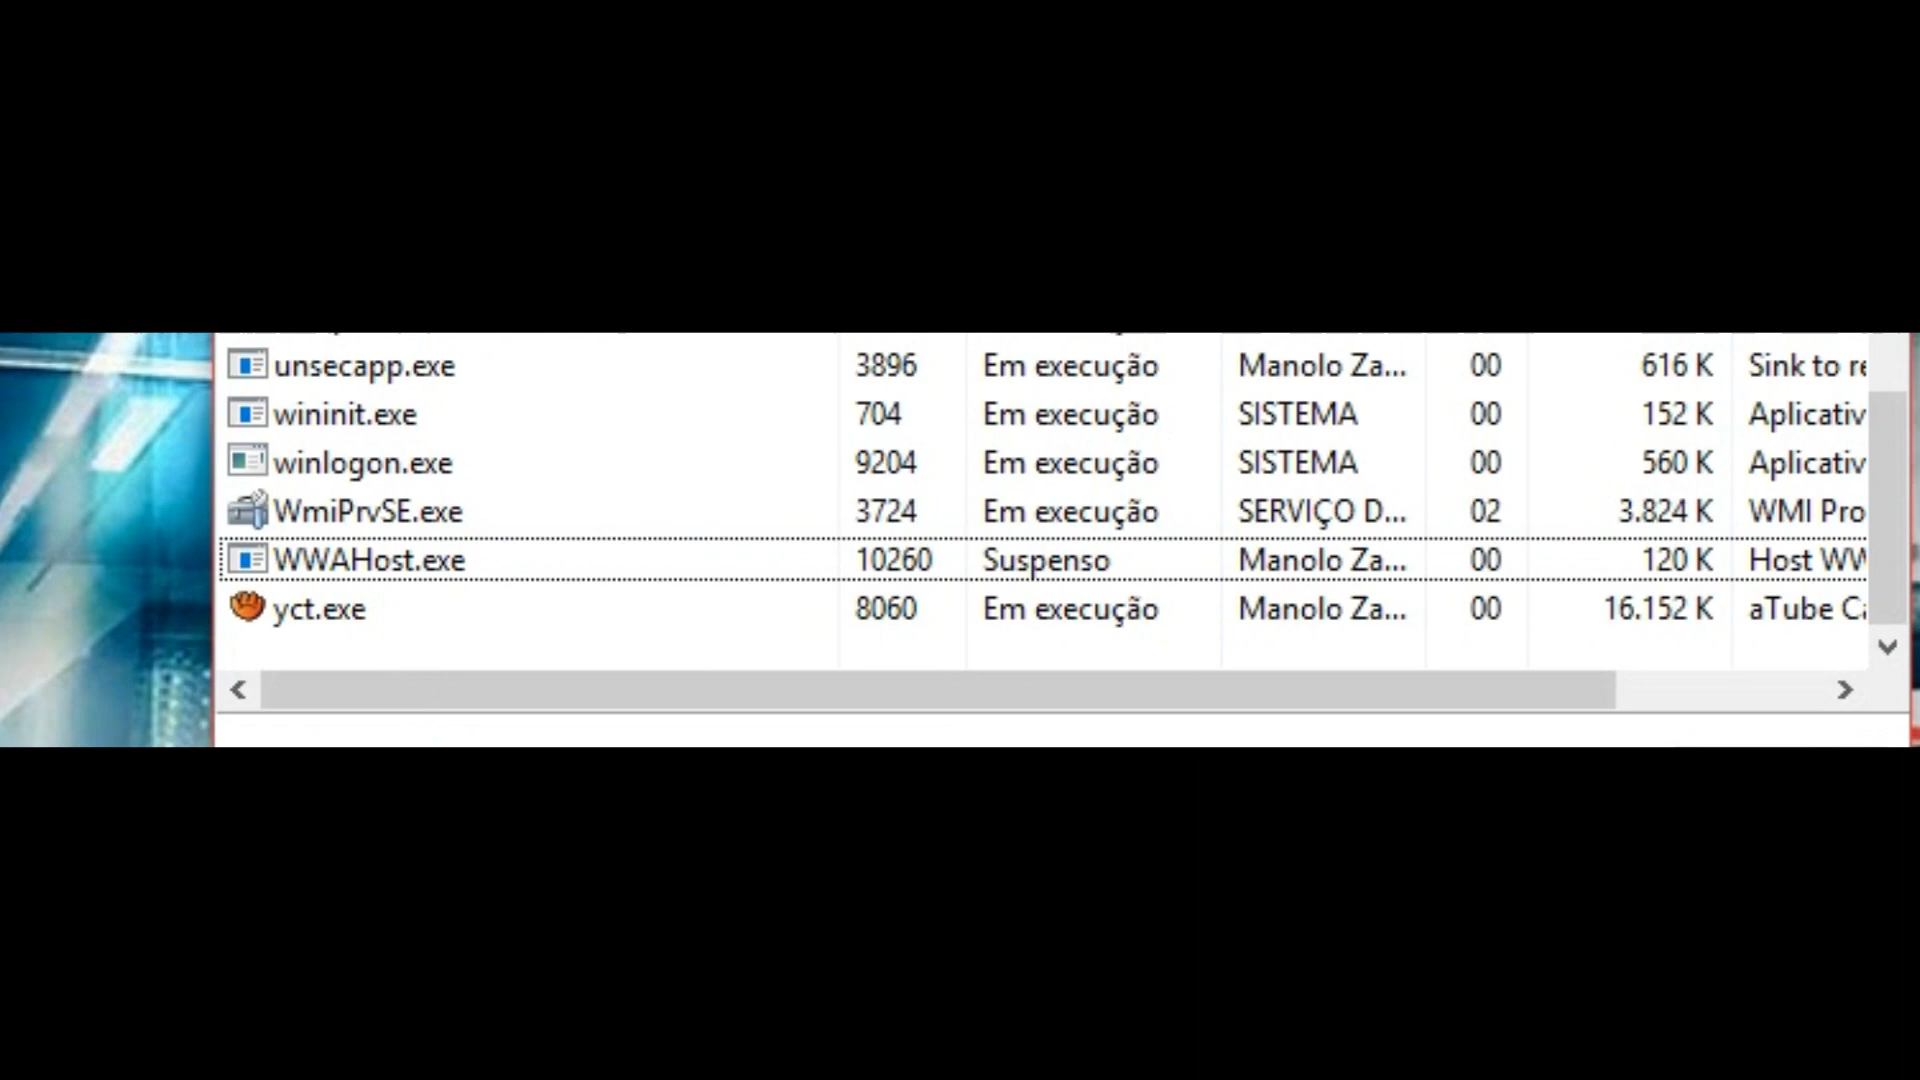 unsecapp.exe 3896 Em execução Manolo Za... 00 616 K Sink to re
wininit.exe 704 Em execução SISTEMA 00 152 K Aplicativ
winlogon.exe 9204 Em execução SISTEMA 00 560 K Aplicativ
WmiPrvSE.exe 3724 Em execução SERVIÇO D... 02 3.824 K WMI Pro
WWAHost.exe 10260 Suspenso Manolo Za... 00 120 K Host WW
yct.exe 8060 Em execução Manolo Za... 00 16.152 K aTube Ca